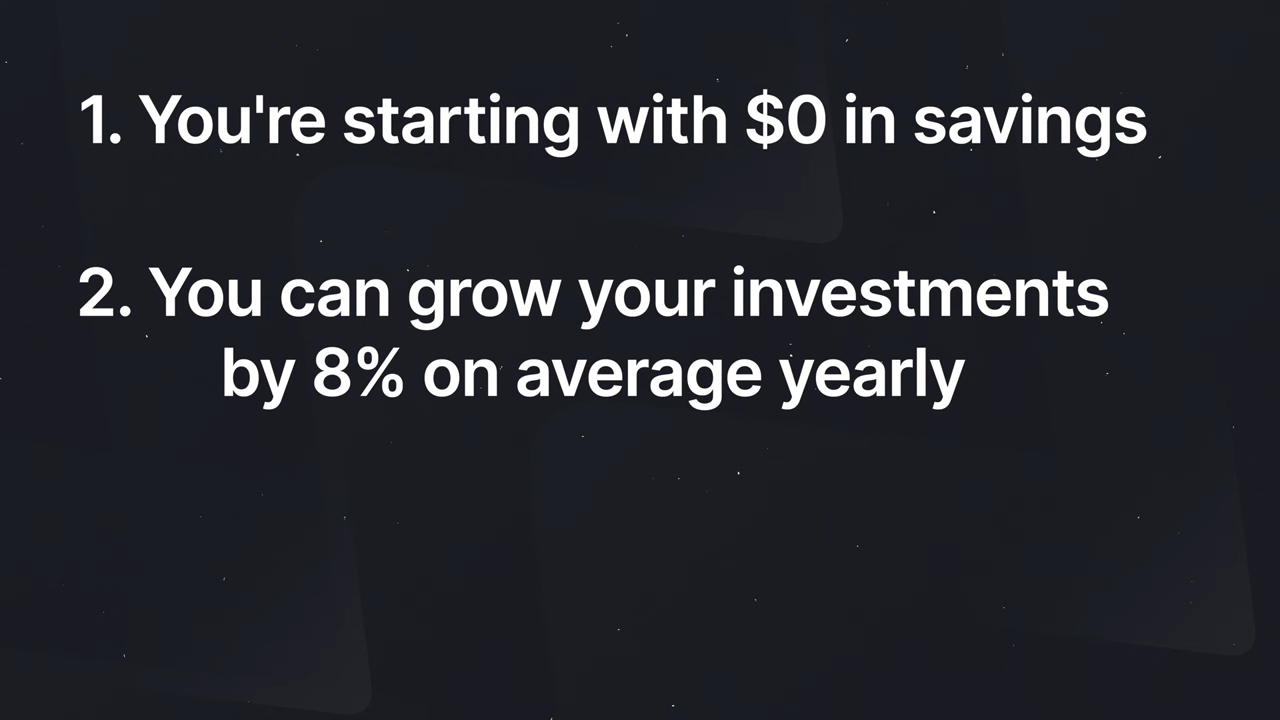 1. You're starting with $0 in savings
2. You can grow your investments
by 8% on average yearly